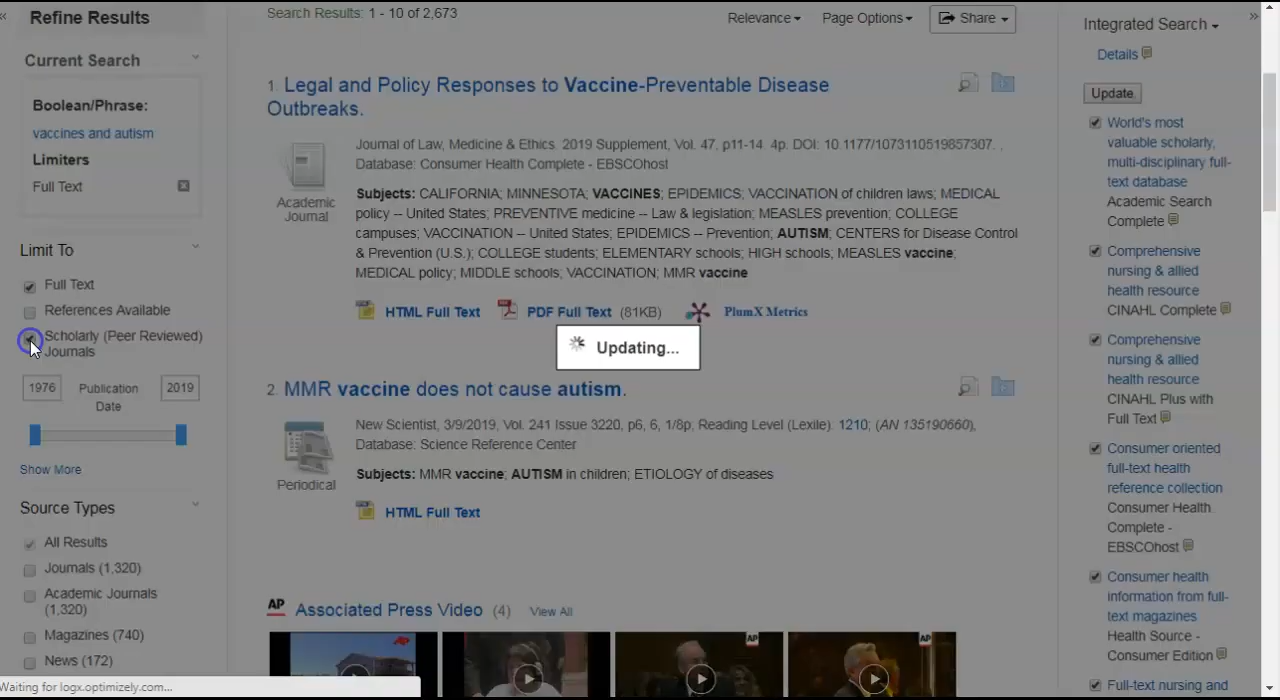 Refine Results
Current Search
Boolean/Phrase:
vaccines and autism
Limiters
Full Text
Limit To
Full Text
References Available
Scholarly (Peer Reviewed)
Journals
1976
Publication
Date
2019
Show More
Source Types
All Results
Journals (1,320)
Academic Journals
(1,320)
Magazines (740)
News (172)
Waiting for logx.optimizely.com...
Search Results: 1 - 10 of 2,673
Relevance
Page Options
Share
1. Legal and Policy Responses to Vaccine-Preventable Disease
Outbreaks.
Academic
Journal
Journal of Law, Medicine & Ethics. 2019 Supplement, Vol. 47, p11-14. 4p. DOI: 10.1177/1073110519857307. ,
Database: Consumer Health Complete - EBSCOhost
Subjects: CALIFORNIA; MINNESOTA; VACCINES; EPIDEMICS; VACCINATION of children laws; MEDICAL
policy -- United States; PREVENTIVE medicine -- Law & legislation; MEASLES prevention; COLLEGE
campuses; VACCINATION -- United States; EPIDEMICS -- Prevention; AUTISM; CENTERS for Disease Control
& Prevention (U.S.); COLLEGE students; ELEMENTARY schools; HIGH schools; MEASLES vaccine;
MEDICAL policy; MIDDLE schools; VACCINATION; MMR vaccine
HTML Full Text
PDF Full Text (81KB)
PlumX Metrics
Updating...
2. MMR vaccine does not cause autism.
Periodical
New Scientist, 3/9/2019, Vol. 241 Issue 3220, p6, 6, 1/8p; Reading Level (Lexile): 1210; (AN 135190660),
Database: Science Reference Center
Subjects: MMR vaccine; AUTISM in children; ETIOLOGY of diseases
HTML Full Text
AP
Associated Press Video (4) View All
AP
AP
AP
Integrated Search
Details
Update
World's most
valuable scholarly,
multi-disciplinary full-
text database
Academic Search
Complete
Comprehensive
nursing & allied
health resource
CINAHL Complete
Comprehensive
nursing & allied
health resource
CINAHL Plus with
Full Text
Consumer oriented
full-text health
reference collection
Consumer Health
Complete -
EBSCOhost
Consumer health
information from full-
text magazines
Health Source -
Consumer Edition
Full-text nursing and